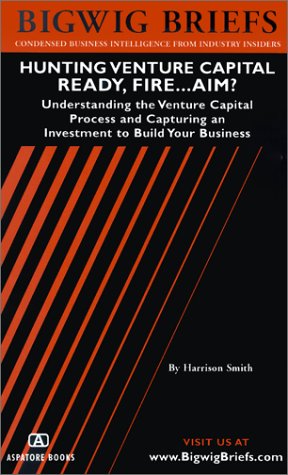 BIGWIG BRIEFS
CONDENSED BUSINESS INTELLIGENCE FROM INDUSTRY INSIDERS
HUNTING VENTURE CAPITAL
READY, FIRE...AIM?
Understanding the Venture Capital
Process and Capturing an
Investment to Build Your Business
By Harrison Smith
A
ASPATORE BOOKS
VISIT US AT
www.BigwigBriefs.com